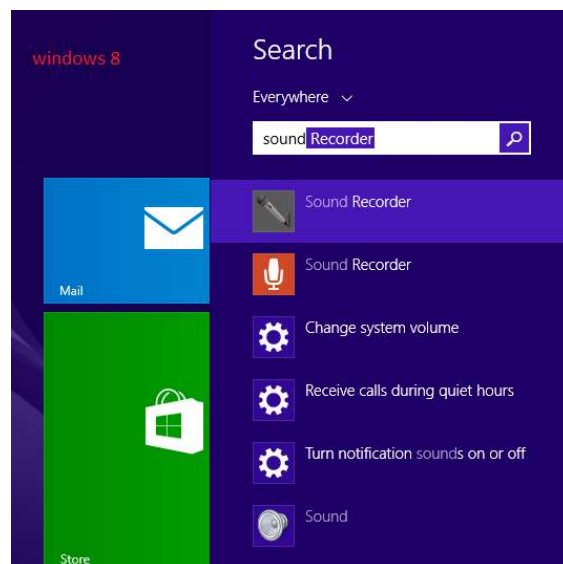 windows 8
Search
Everywhere
sound Recorder
Sound Recorder
Sound Recorder
Change system volume
Receive calls during quiet hours
Turn notification sounds on or off
Sound
Mail
Store